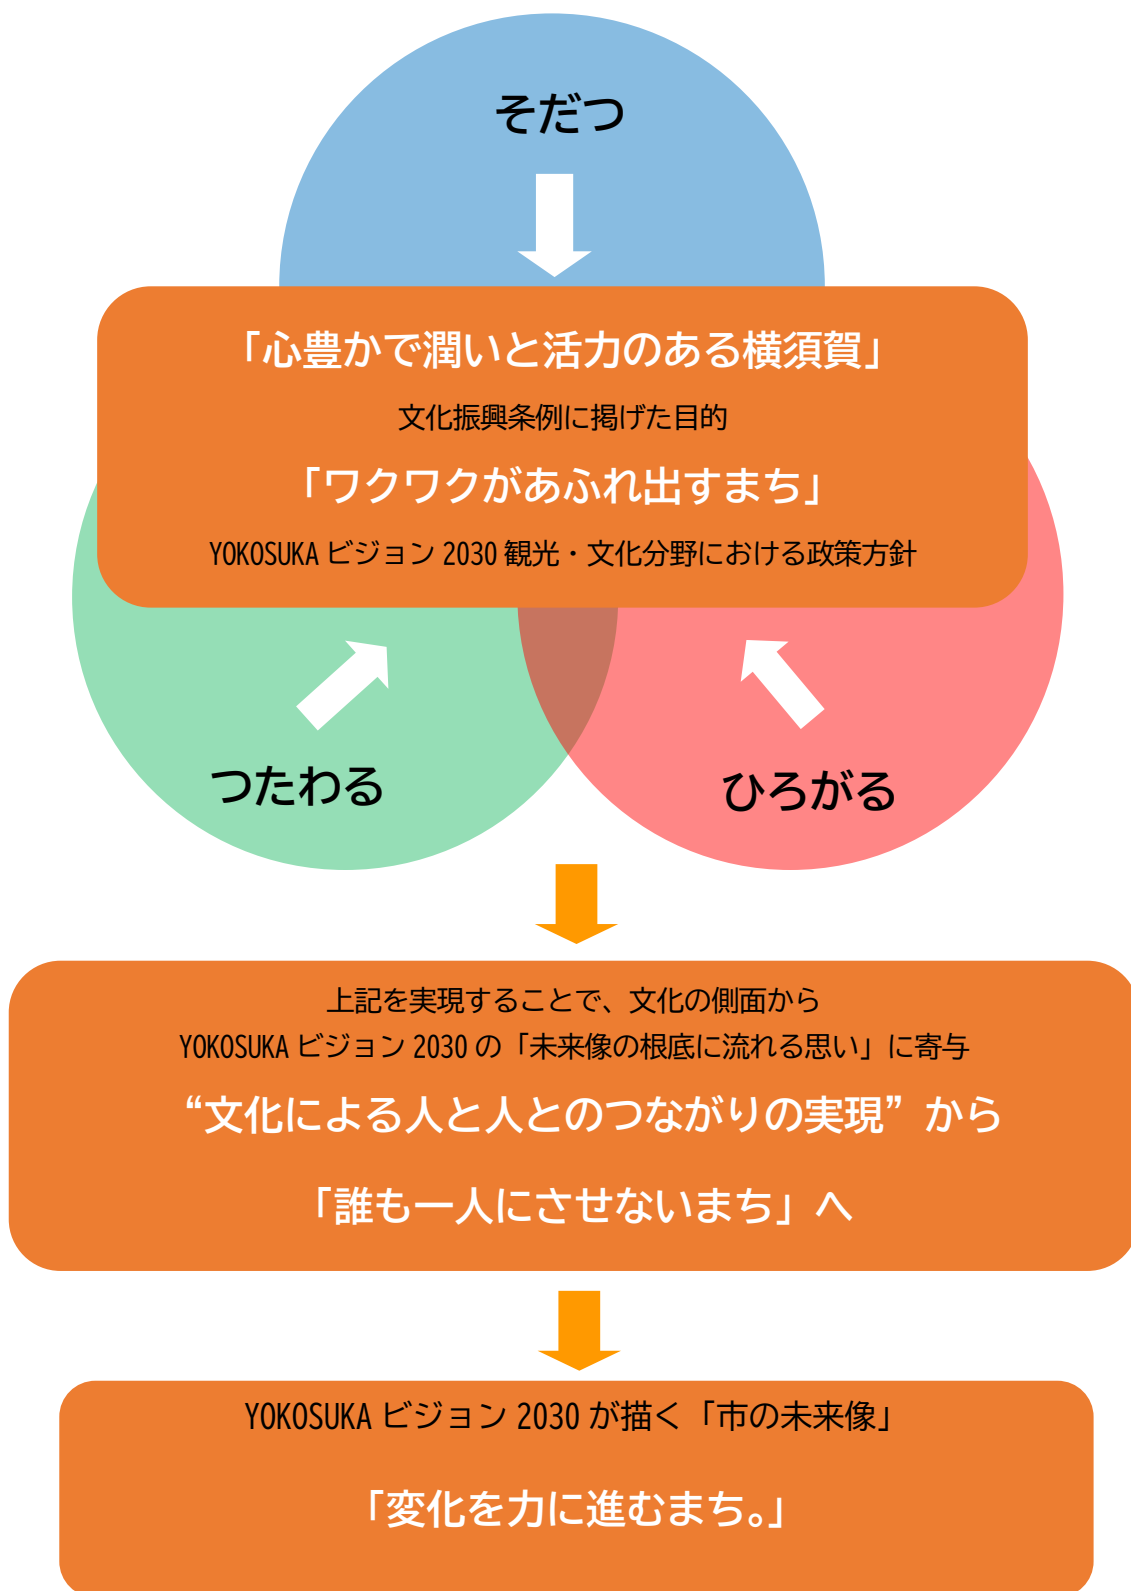 そだつ
「心豊かで潤いと活力のある横須賀」
文化振興条例に掲げた目的
「ワクワクがあふれ出すまち」
YOKOSUKA ビジョン 2030 観光・文化分野における政策方針
つたわる
ひろがる
上記を実現することで、文化の側面から
YOKOSUKA ビジョン 2030 の「未来像の根底に流れる思い」に寄与
“文化による人と人とのつながりの実現”から
「誰も一人にさせないまち」へ
YOKOSUKA ビジョン 2030 が描く「市の未来像」
「変化を力に進むまち。」